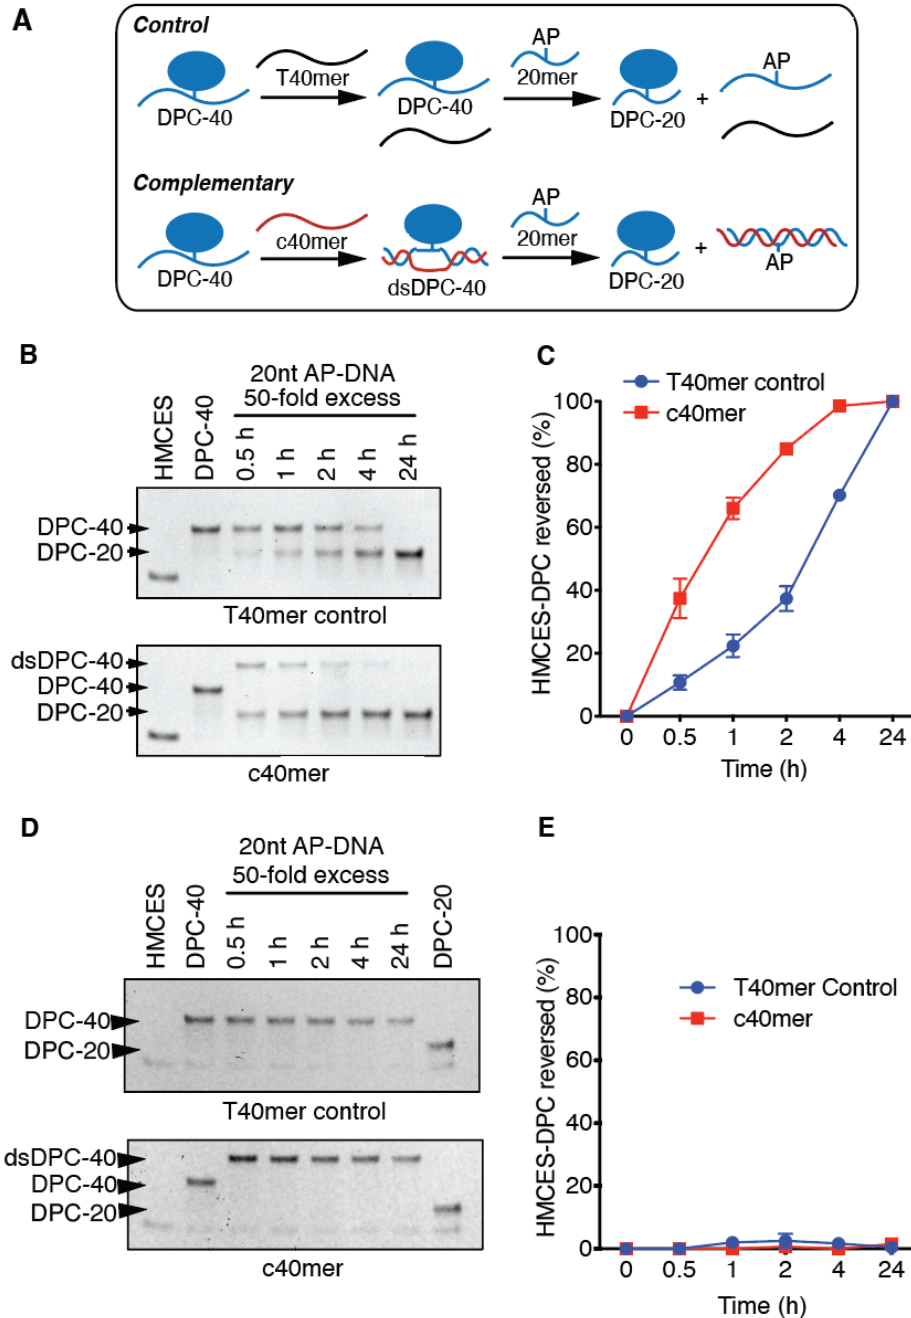 A
Control
DPC-40
T40mer
DPC-40
AP
20mer
DPC-20
+
AP
Complementary
DPC-40
c40mer
dsDPC-40
AP
20mer
DPC-20
+
AP
B
20nt AP-DNA
50-fold excess
HMCES
DPC-40
0.5 h
1 h
2 h
4 h
24 h
DPC-40
DPC-20
T40mer control
dsDPC-40
DPC-40
DPC-20
c40mer
C
T40mer control
c40mer
HMCES-DPC reversed (%)
100
80
60
40
20
0
0 0.5 1 2 4 24
Time (h)
D
20nt AP-DNA
50-fold excess
HMCES
DPC-40
0.5 h
1 h
2 h
4 h
24 h
DPC-20
DPC-40
DPC-20
T40mer control
dsDPC-40
DPC-40
DPC-20
c40mer
E
T40mer Control
c40mer
HMCES-DPC reversed (%)
100
80
60
40
20
0
0 0.5 1 2 4 24
Time (h)